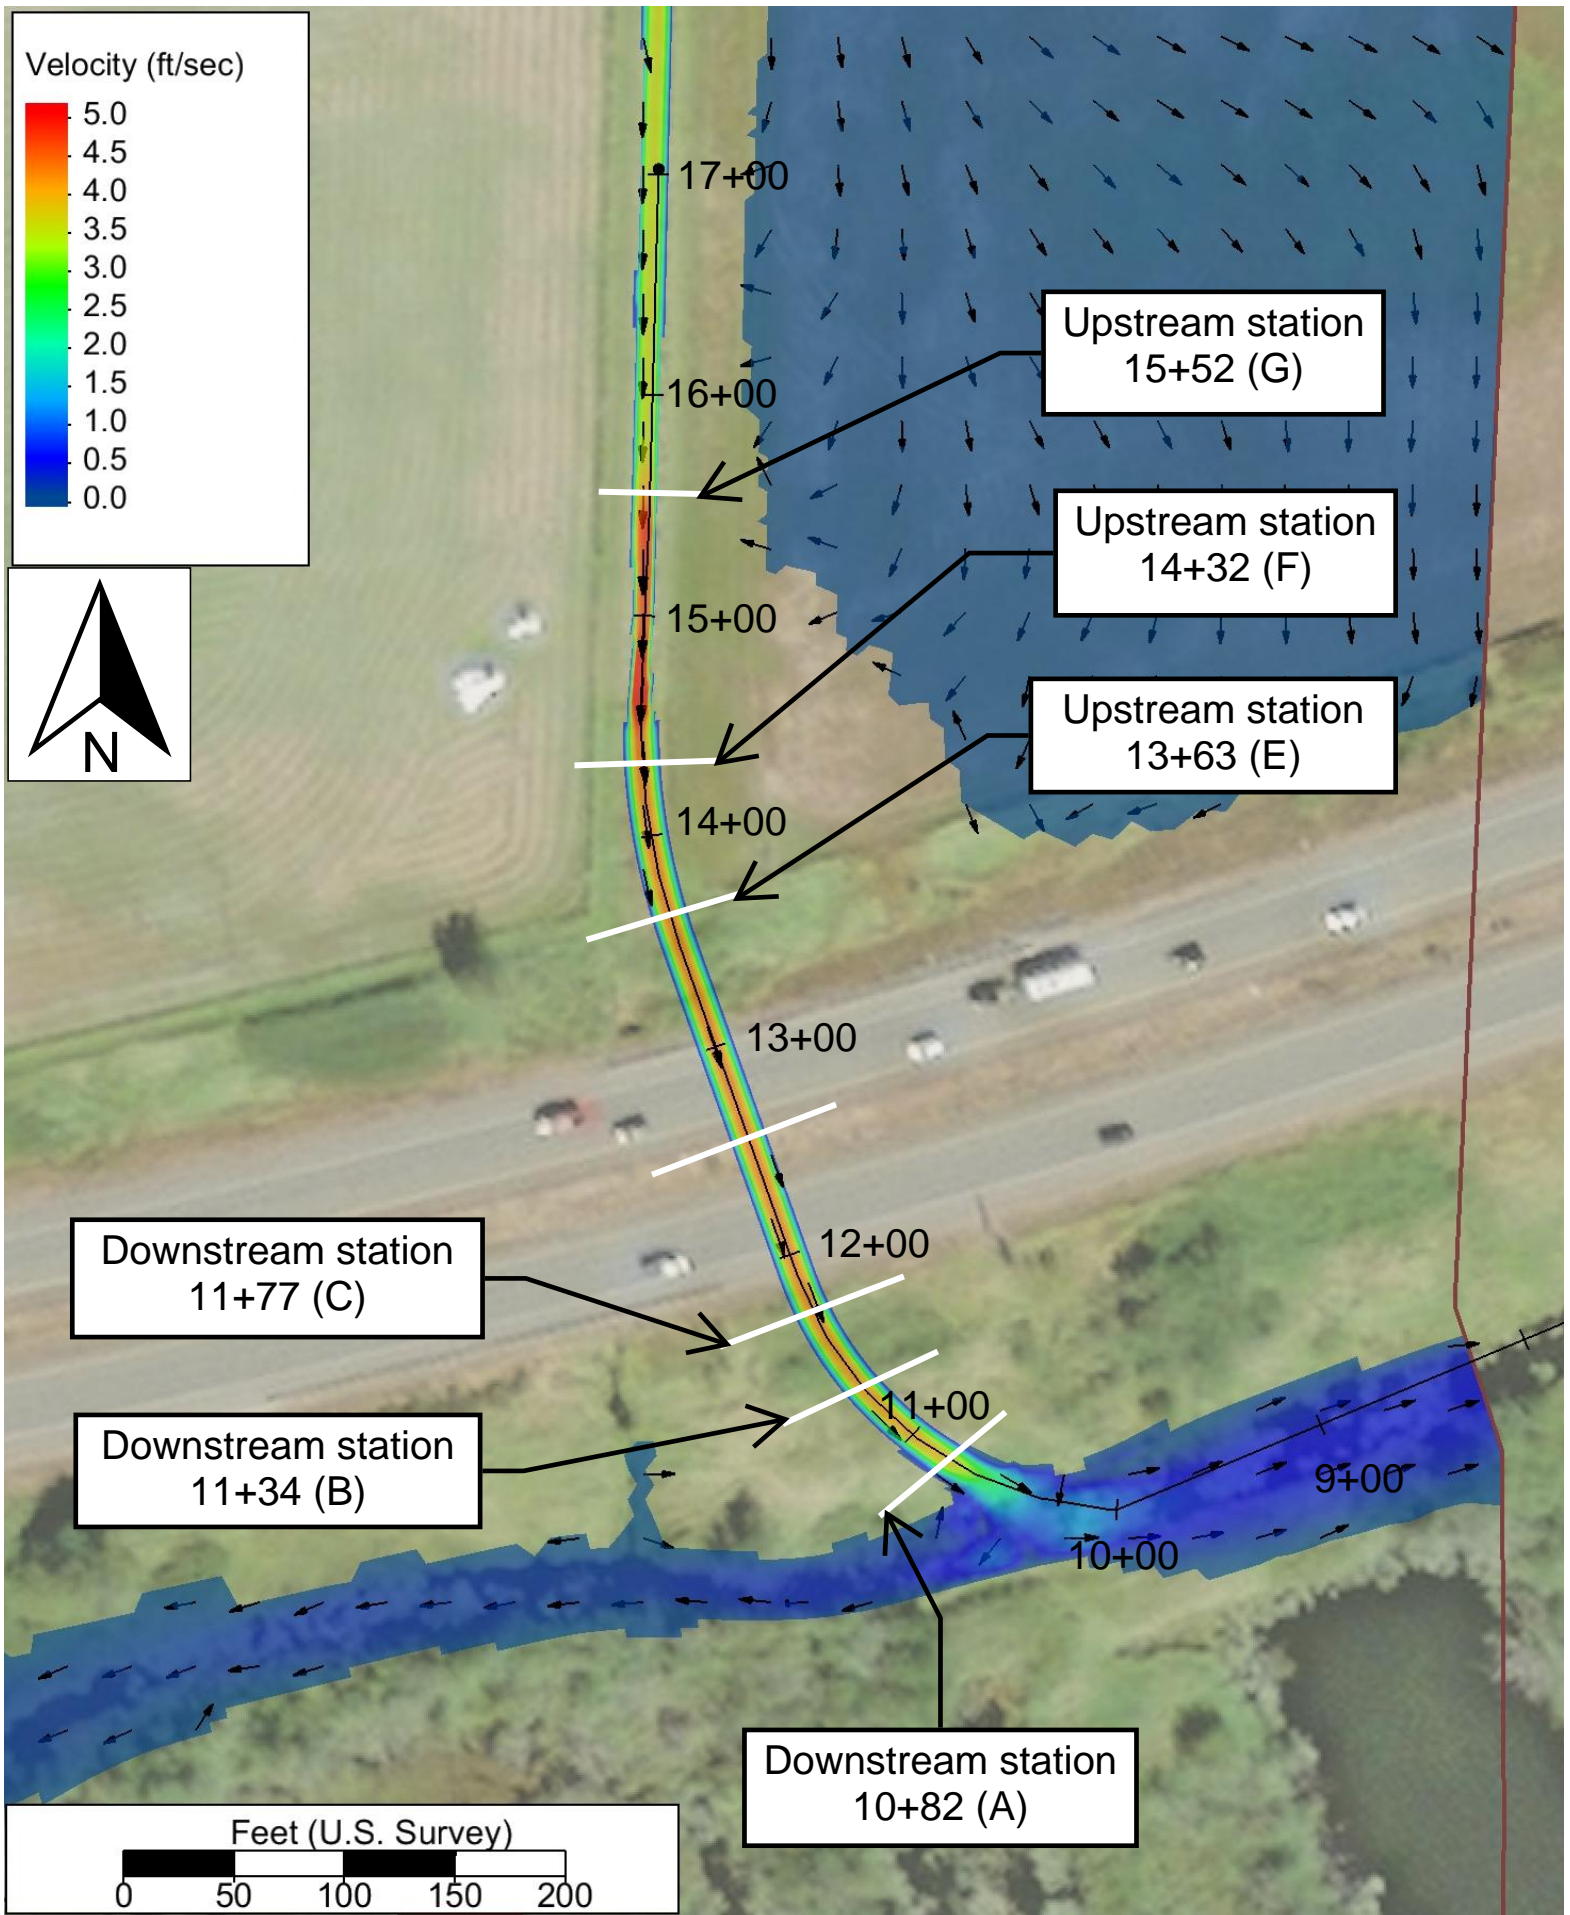 Velocity (ft/sec)
5.0
4.5
4.0
3.5
3.0
2.5
2.0
1.5
1.0
0.5
0.0
N
17+00
Upstream station
15+52 (G)
16+00
Upstream station
14+32 (F)
15+00
Upstream station
13+63 (E)
14+00
13+00
12+00
Downstream station
11+77 (C)
11+00
Downstream station
11+34 (B)
9+00
10+00
Downstream station
10+82 (A)
Feet (U.S. Survey)
0 50 100 150 200